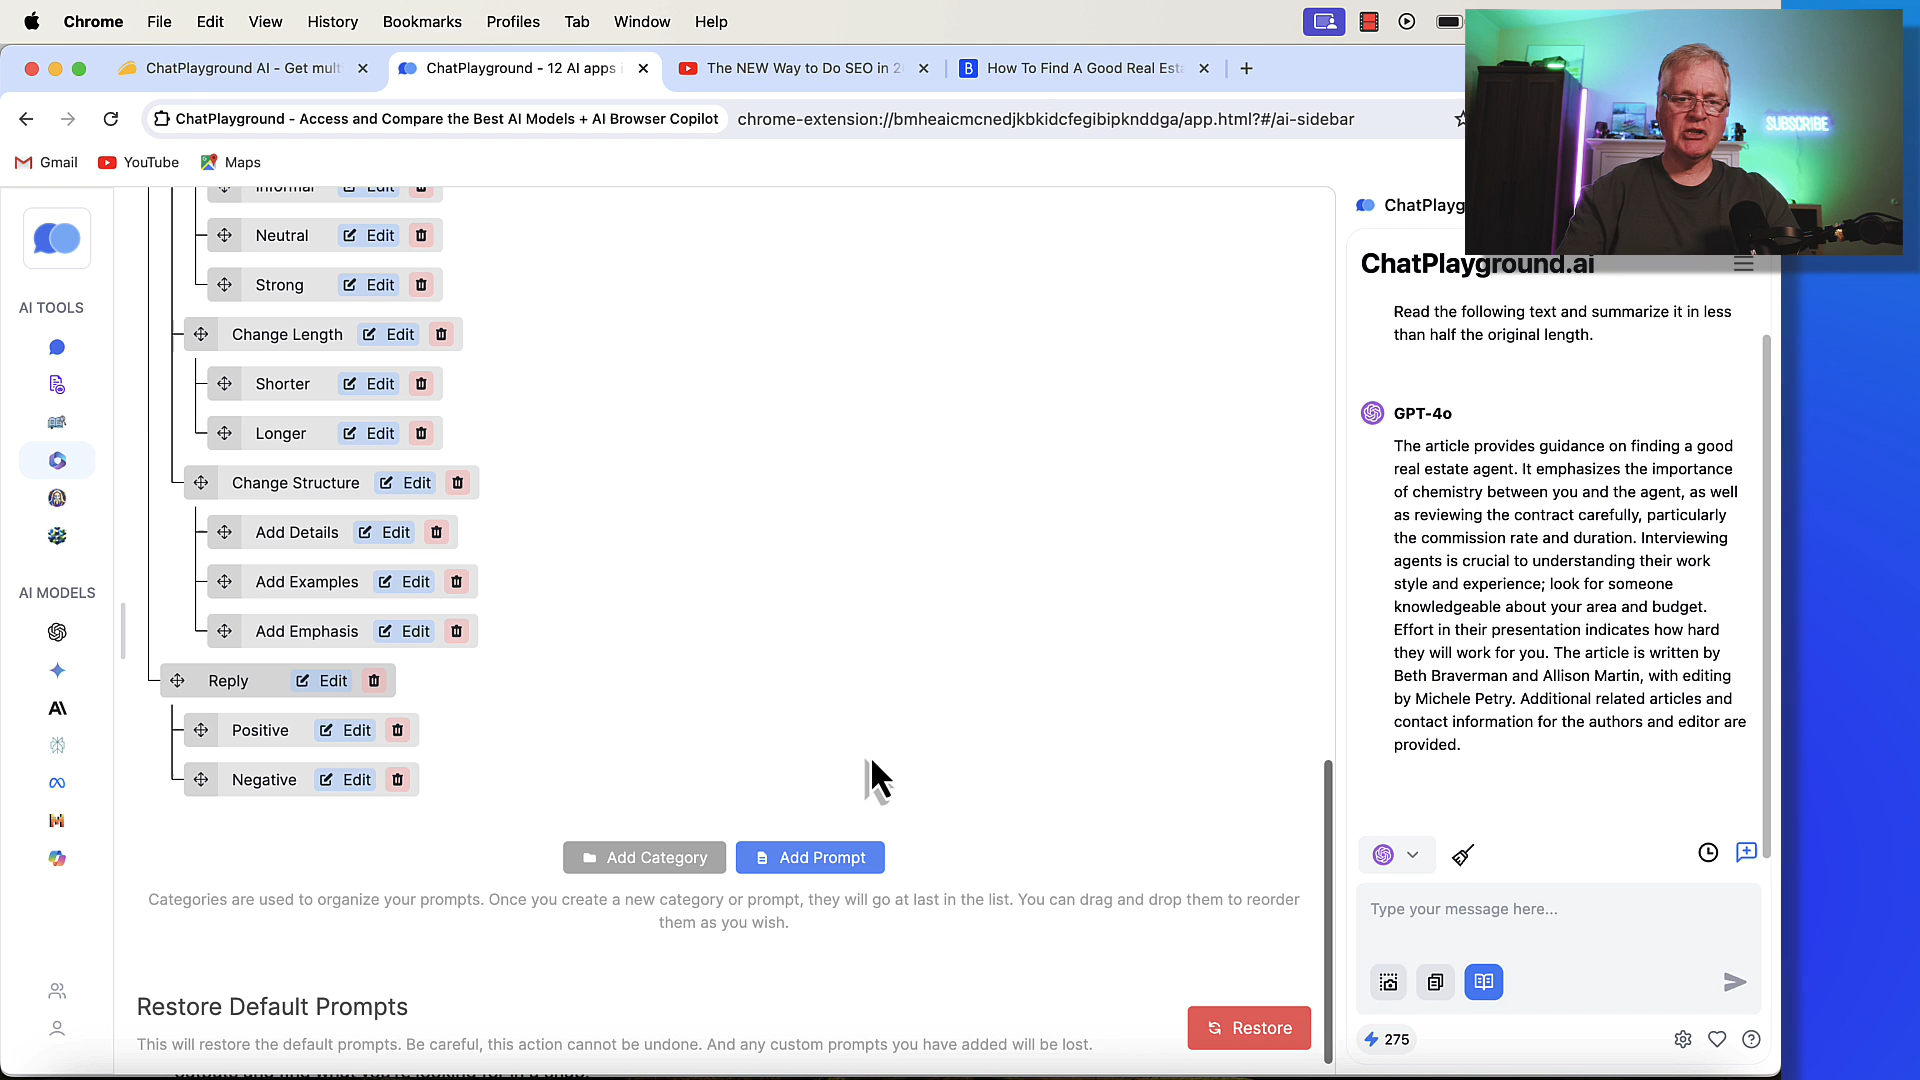 Chrome File Edit View History Bookmarks Profiles Tab Window Help
ChatPlayground AI - Get mult
ChatPlayground - 12 AI apps i
The NEW Way to Do SEO in 2
How To Find A Good Real Est
ChatPlayground - Access and Compare the Best AI Models + AI Browser Copilot
chrome-extension://bmheaicmcnedjkbkidcfegibipknddga/app.html?#/ai-sidebar
Gmail YouTube Maps
AI TOOLS
AI MODELS
Informal Edit
Neutral Edit
Strong Edit
Change Length Edit
Shorter Edit
Longer Edit
Change Structure Edit
Add Details Edit
Add Examples Edit
Add Emphasis Edit
Reply Edit
Positive Edit
Negative Edit
Add Category Add Prompt
Categories are used to organize your prompts. Once you create a new category or prompt, they will go at last in the list. You can drag and drop them to reorder
them as you wish.
Restore Default Prompts
This will restore the default prompts. Be careful, this action cannot be undone. And any custom prompts you have added will be lost.
Restore
SUBSCRIBE
ChatPlayg
ChatPlayground.ai
Read the following text and summarize it in less
than half the original length.
GPT-4o
The article provides guidance on finding a good
real estate agent. It emphasizes the importance
of chemistry between you and the agent, as well
as reviewing the contract carefully, particularly
the commission rate and duration. Interviewing
agents is crucial to understanding their work
style and experience; look for someone
knowledgeable about your area and budget.
Effort in their presentation indicates how hard
they will work for you. The article is written by
Beth Braverman and Allison Martin, with editing
by Michele Petry. Additional related articles and
contact information for the authors and editor are
provided.
Type your message here...
275